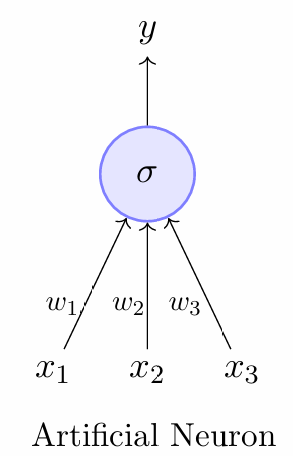 y
σ
w₁ w₂ w₃
x₁ x₂ x₃
Artificial Neuron